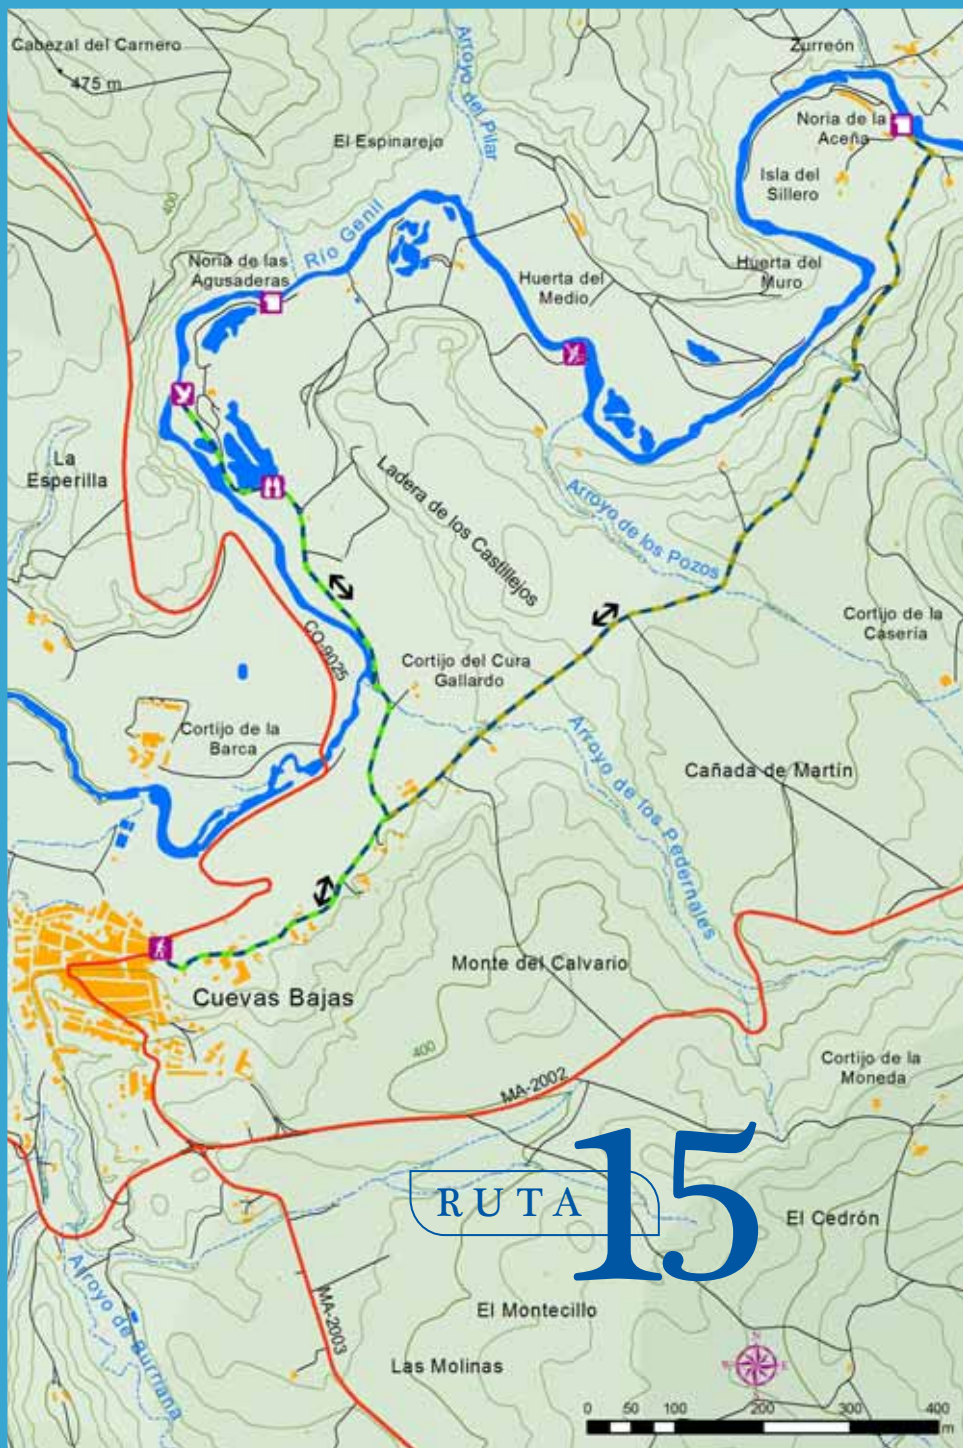 Cabezal del Carnero
475 m
Arroyo del Pilar
Zurreón
El Espinarejo
Noria de la
Aceña
Isla del
Sillero
400
Río Genil
Noria de las
Agusaderas
Huerta del
Medio
Huerta del
Muro
La
Esperilla
Ladera de los Castillejos
Arroyo de los Pozos
CO-9025
Cortijo de la
Casería
Cortijo del Cura
Gallardo
Cortijo de la
Barca
Arroyo de los Pedernales
Cañada de Martín
Monte del Calvario
Cuevas Bajas
400
MA-2002
Cortijo de la
Moneda
RUTA 15
El Cedrón
Arroyo de Burriana
MA-2003
El Montecillo
Las Molinas
N
W E
S
0 50 100 200 300 400
m